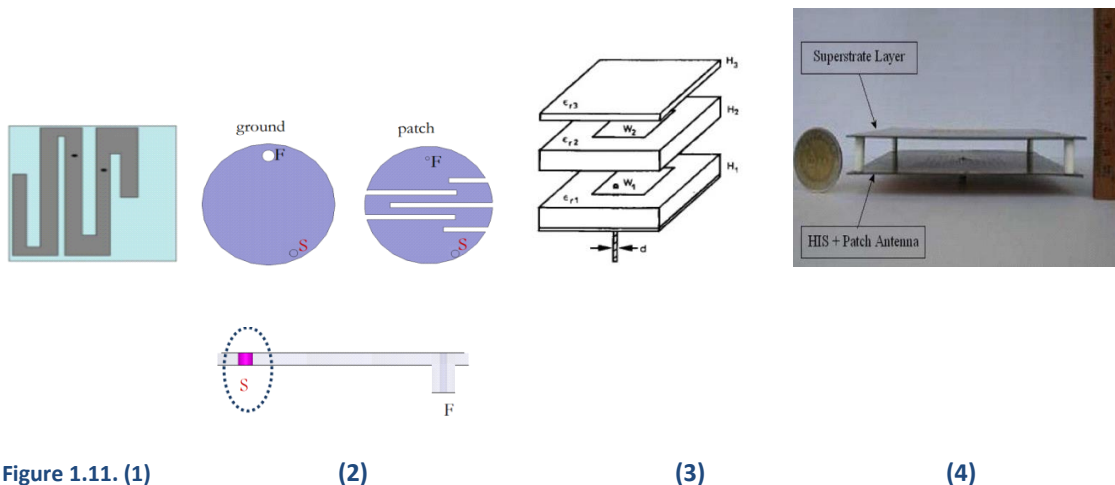 ground
patch
F
S
F
S
S
F
H3
εr3
H2
W2
εr2
H1
W1
εr1
d
Superstrate Layer
HIS + Patch Antenna
Figure 1.11. (1)
(2)
(3)
(4)